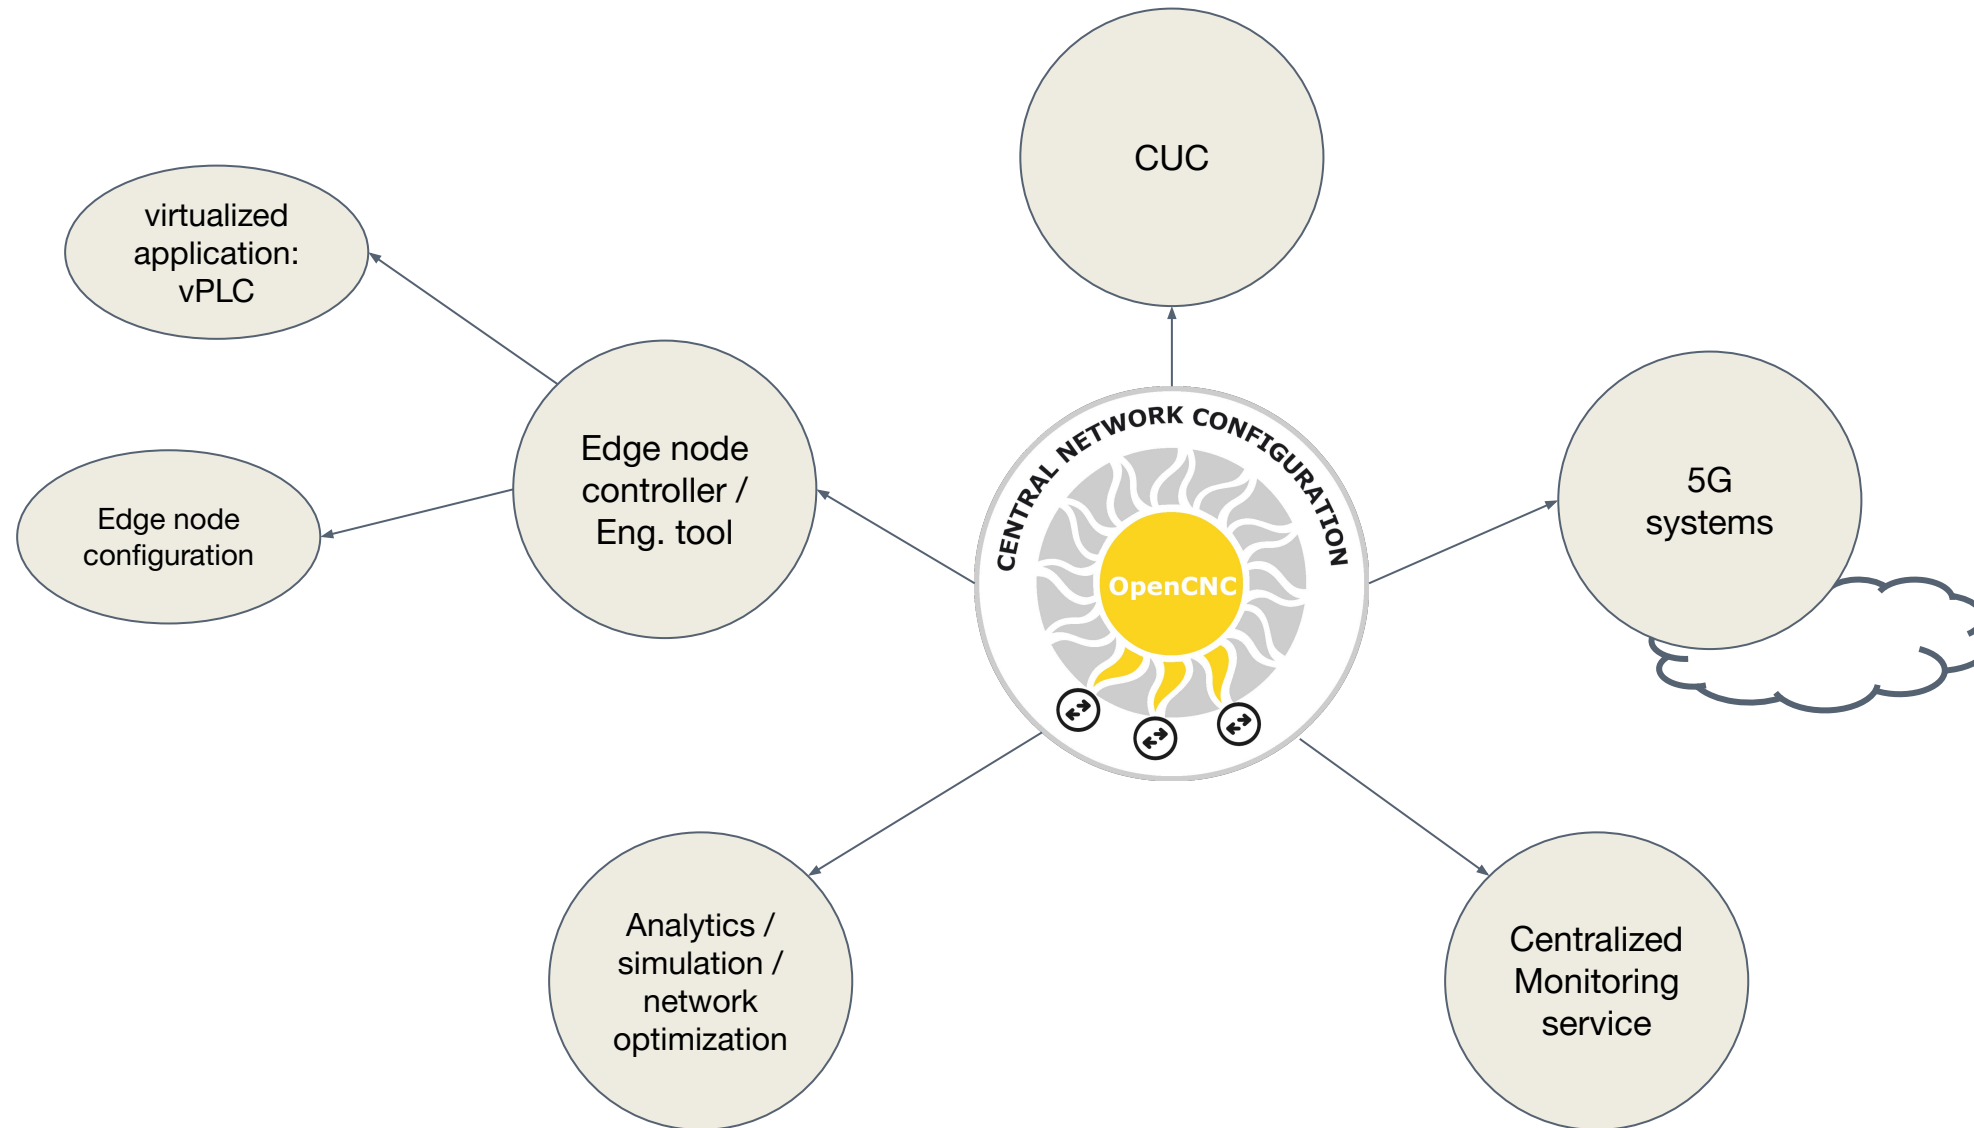 CUC
virtualized
application:
vPLC
Edge node
controller /
Eng. tool
Edge node
configuration
CENTRAL NETWORK CONFIGURATION
OpenCNC
5G
systems
Analytics /
simulation /
network
optimization
Centralized
Monitoring
service